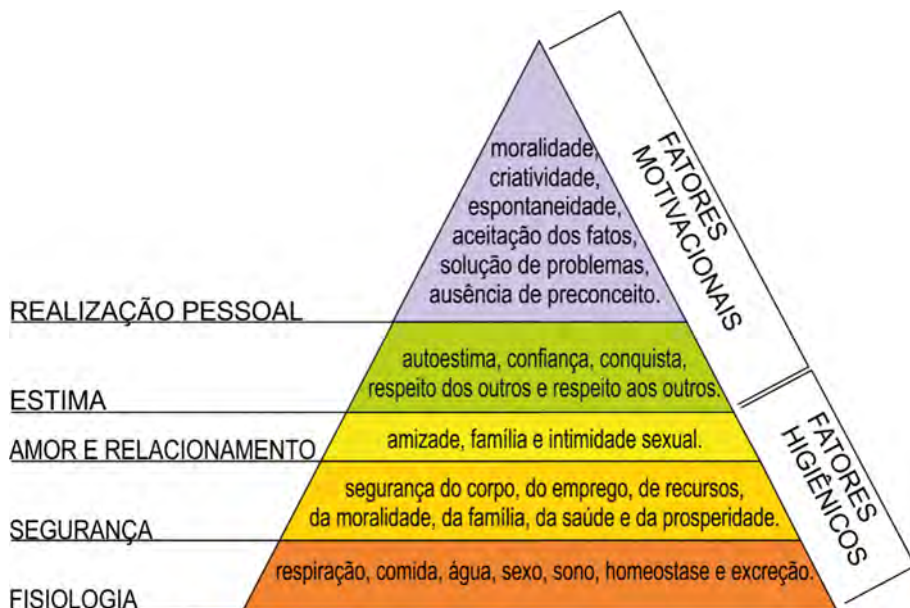 moralidade,
criatividade,
espontaneidade,
aceitação dos fatos,
solução de problemas,
ausência de preconceito.
REALIZAÇÃO PESSOAL
autoestima, confiança, conquista,
respeito dos outros e respeito aos outros.
ESTIMA
amizade, família e intimidade sexual.
AMOR E RELACIONAMENTO
segurança do corpo, do emprego, de recursos,
da moralidade, da família, da saúde e da prosperidade.
SEGURANÇA
respiração, comida, água, sexo, sono, homeostase e excreção.
FISIOLOGIA
FATORES
MOTIVACIONAIS
FATORES
HIGIÊNICOS